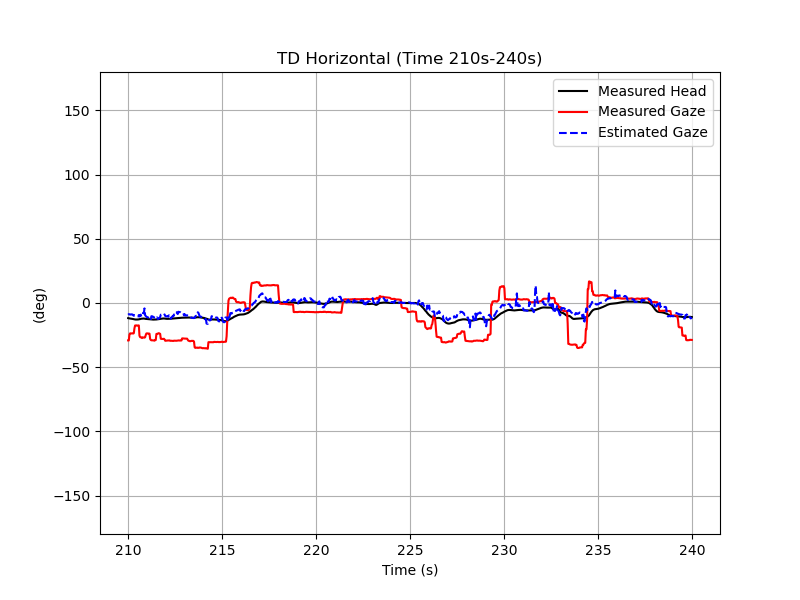 TD Horizontal (Time 210s-240s)
Measured Head
Measured Gaze
Estimated Gaze
150
100
50
0
−50
−100
−150
(deg)
210 215 220 225 230 235 240
Time (s)